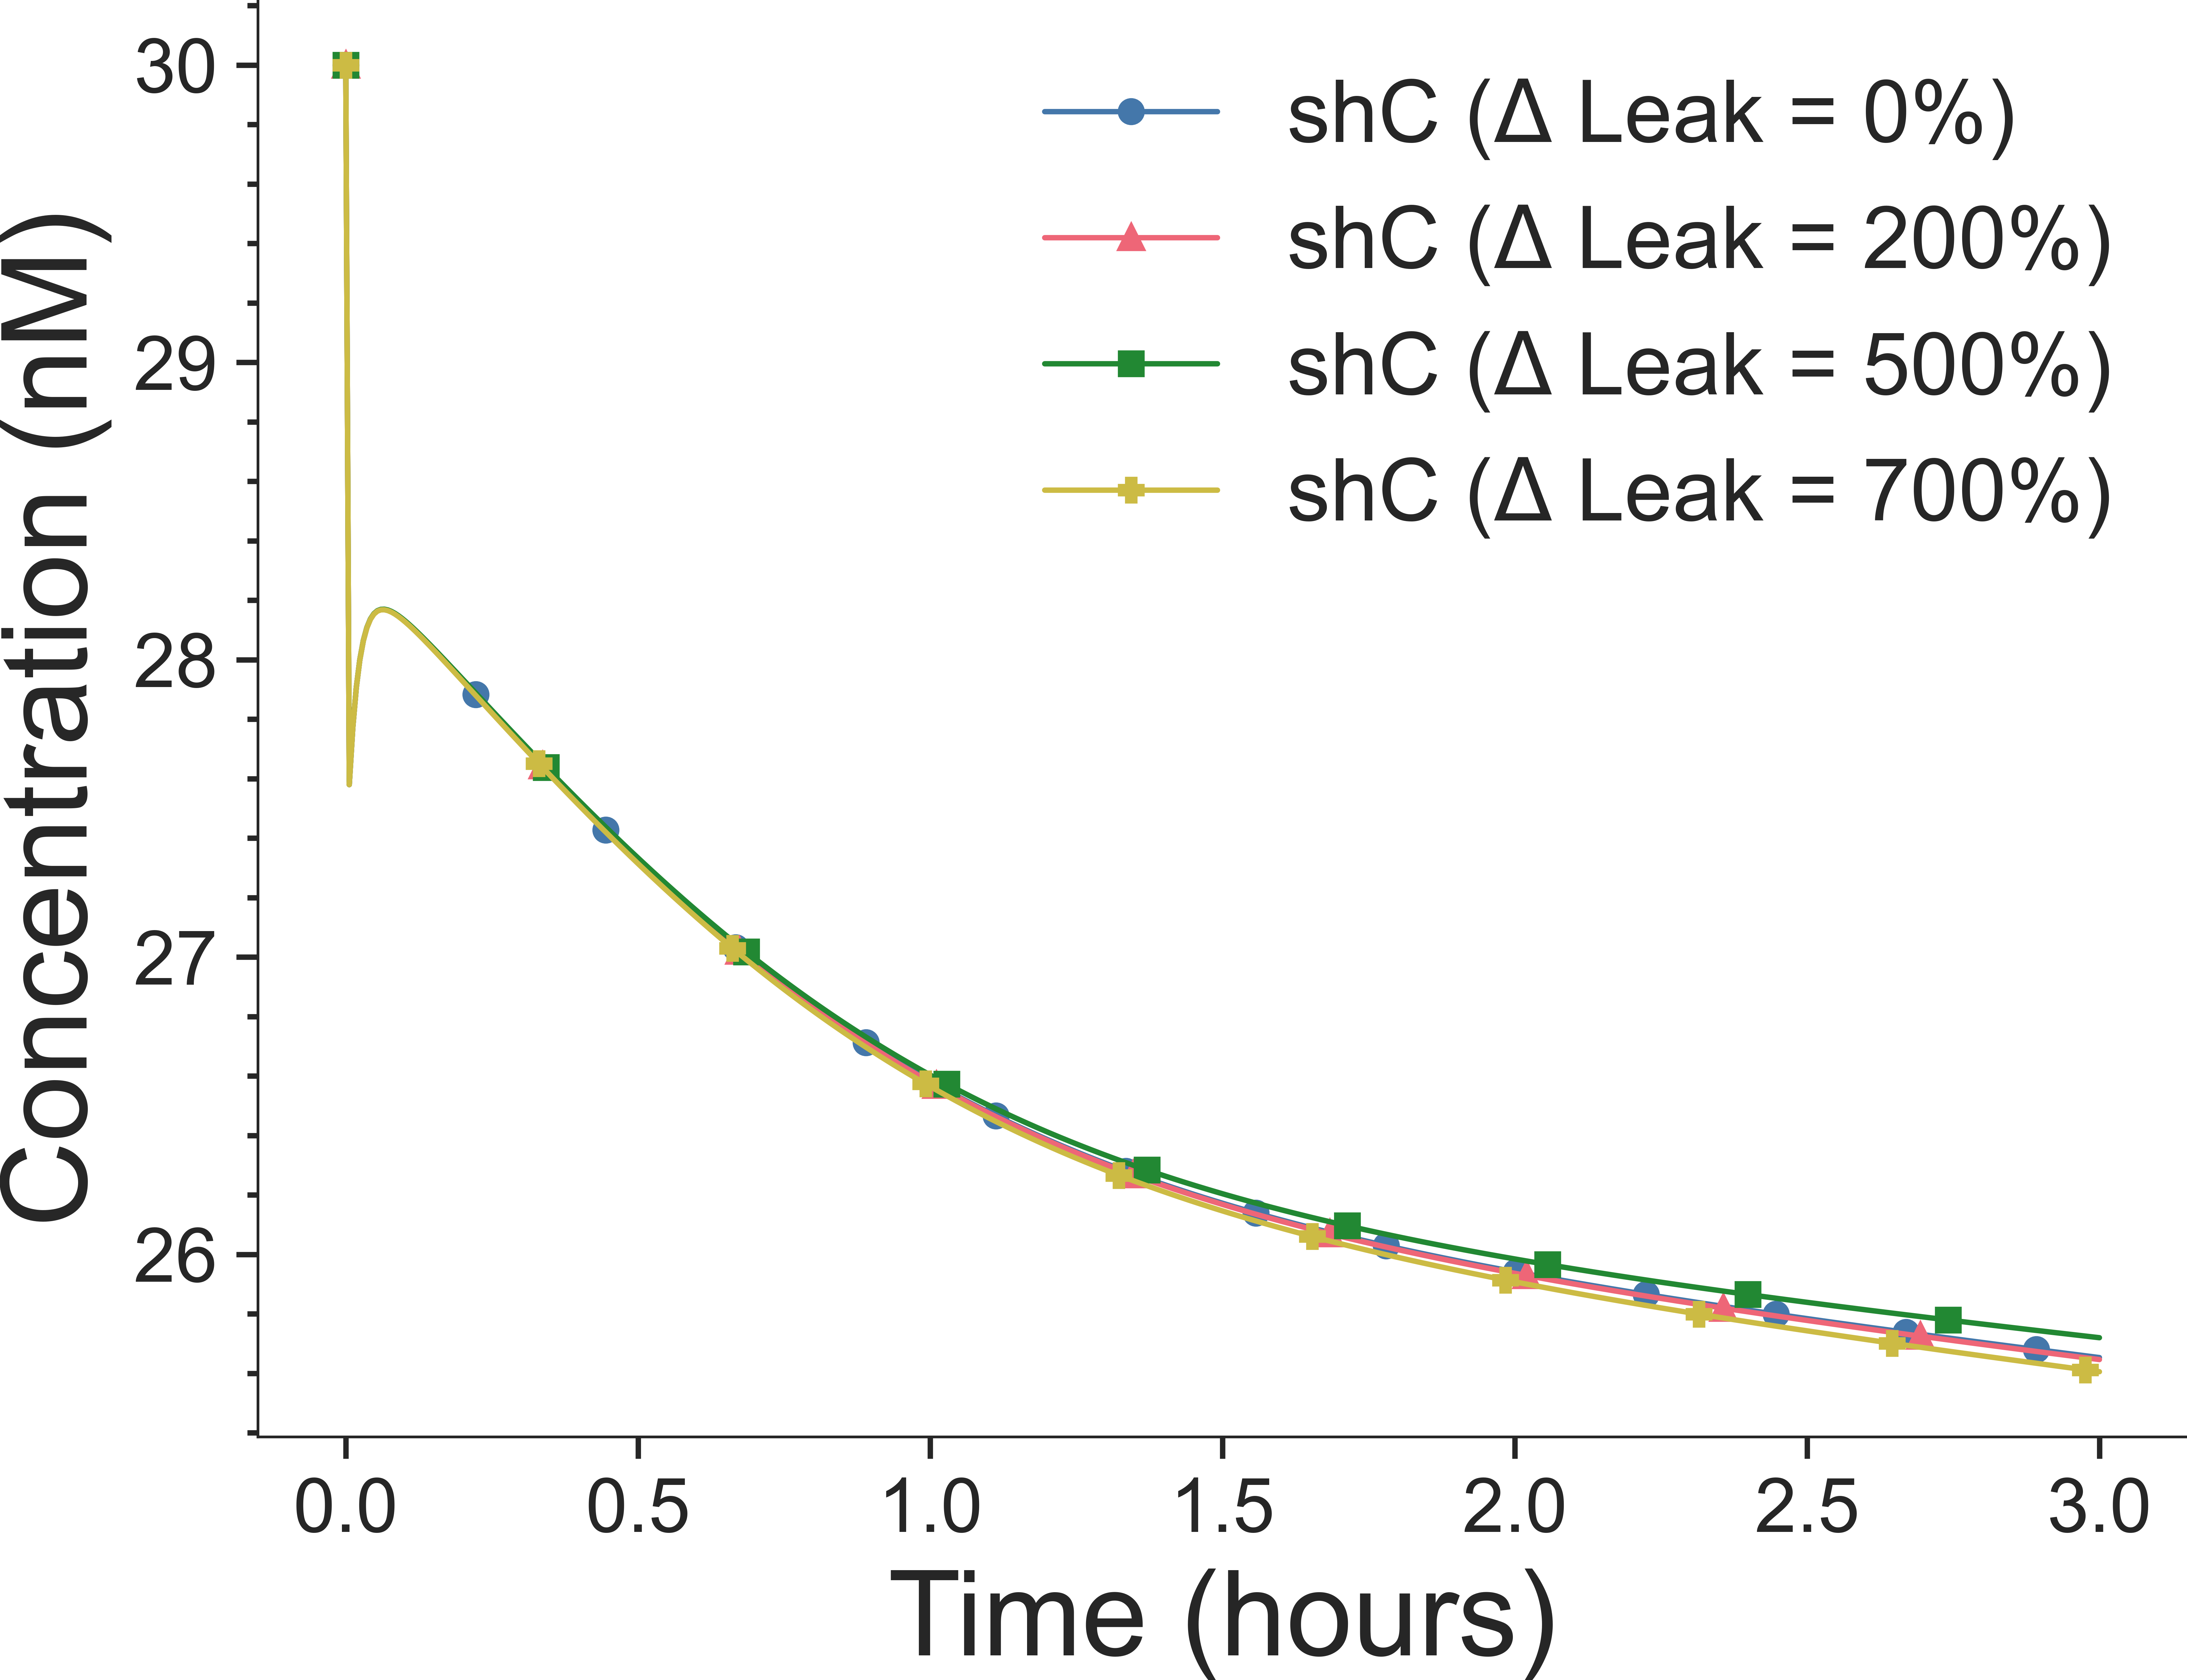 Concentration (nM)
30
29
28
27
26
shC (Δ Leak = 0%)
shC (Δ Leak = 200%)
shC (Δ Leak = 500%)
shC (Δ Leak = 700%)
0.0 0.5 1.0 1.5 2.0 2.5 3.0
Time (hours)